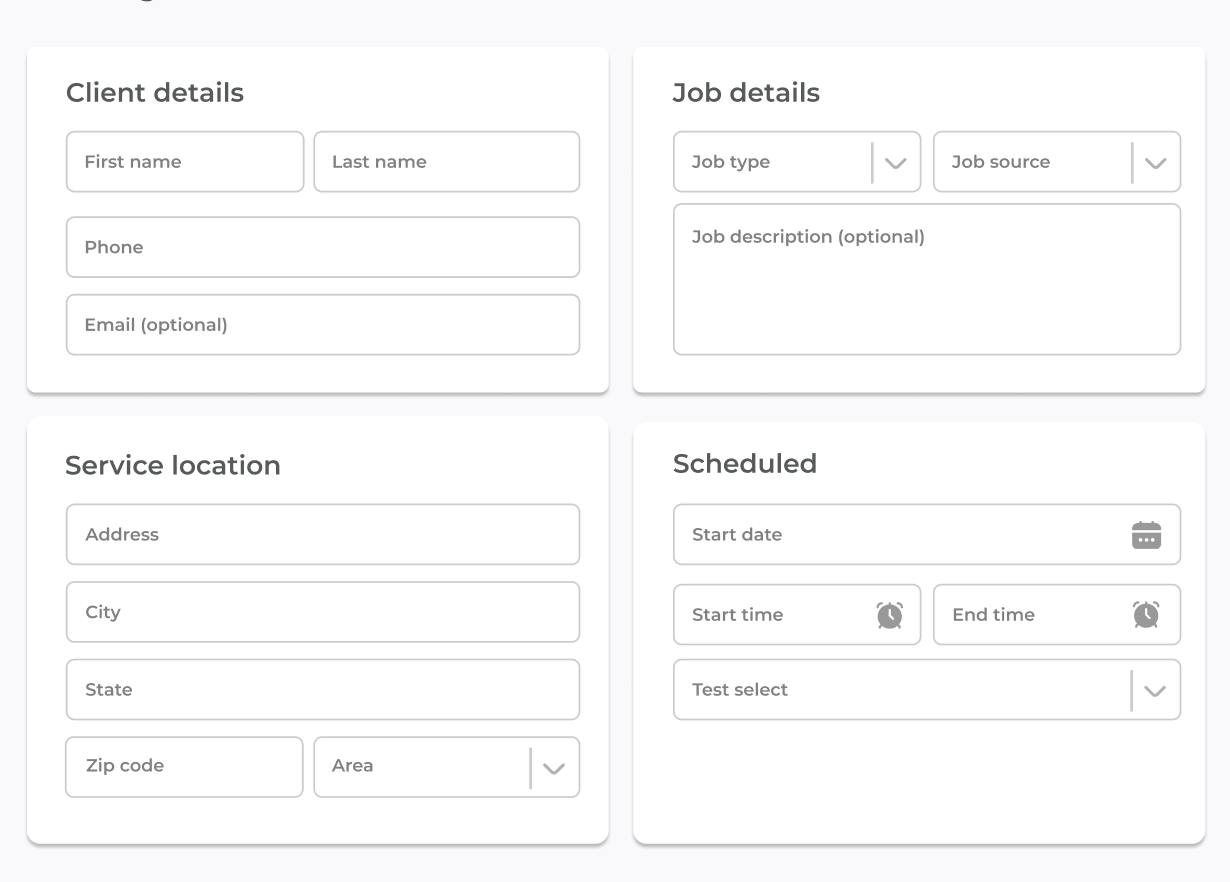 Client details
First name
Last name
Phone
Email (optional)
Job details
Job type
Job source
Job description (optional)
Service location
Address
City
State
Zip code
Area
Scheduled
Start date
Start time
End time
Test select